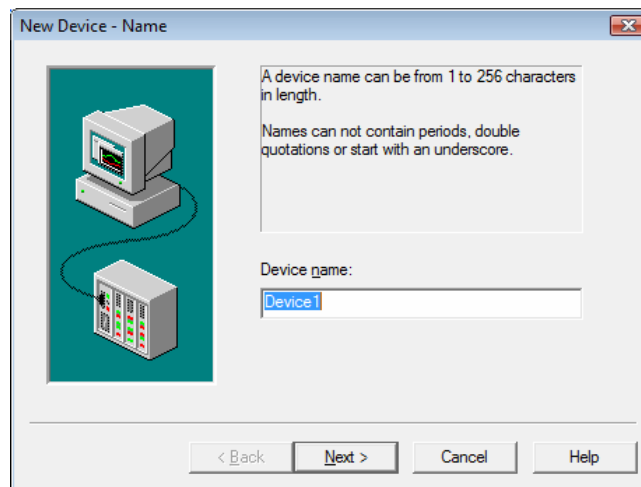 New Device - Name
A device name can be from 1 to 256 characters
in length.
Names can not contain periods, double
quotations or start with an underscore.
Device name:
Device1
< Back
Next >
Cancel
Help